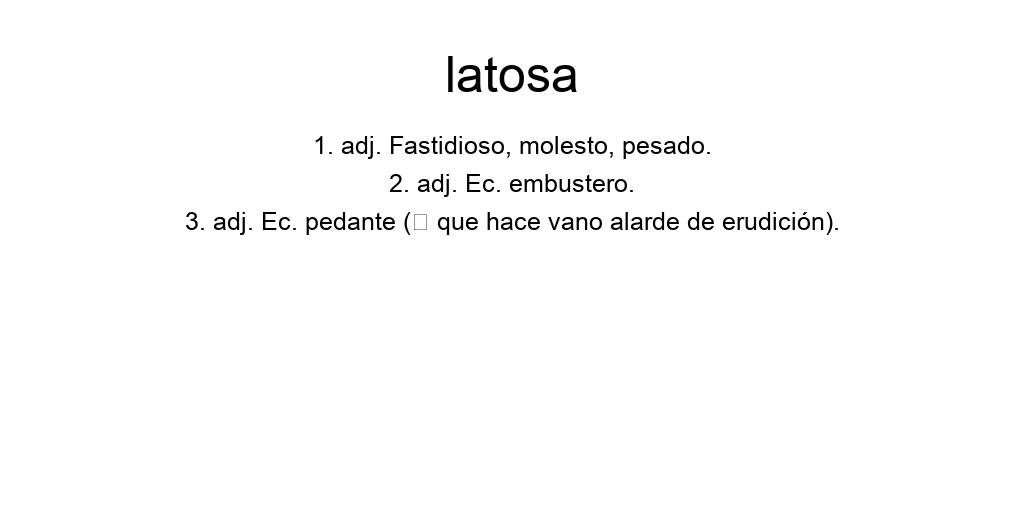 latosa
1. adj. Fastidioso, molesto, pesado.
2. adj. Ec. embustero.
3. adj. Ec. pedante (▯ que hace vano alarde de erudición).